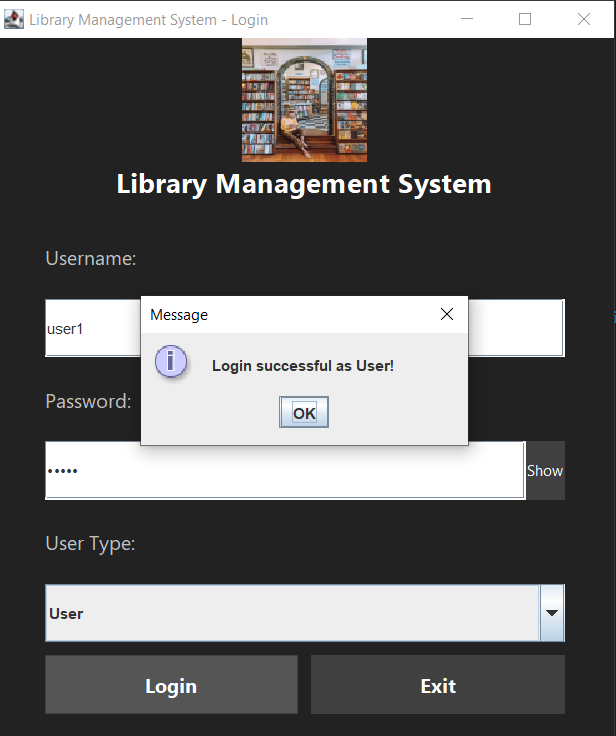 Library Management System - Login
Library Management System
Username:
user1
Message
Login successful as User!
OK
Password:
•••••
Show
User Type:
User
Login
Exit